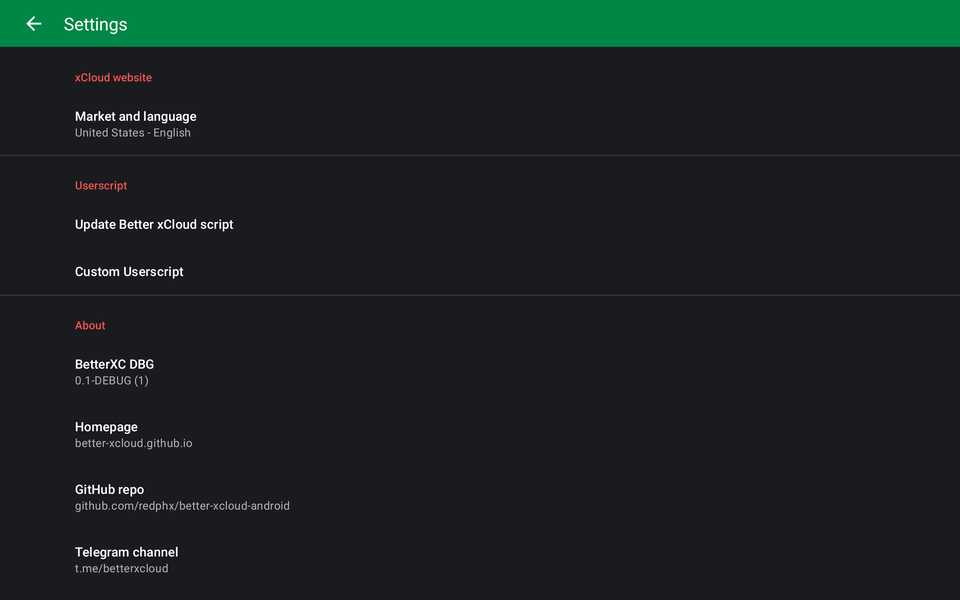 Settings
xCloud website
Market and language
United States - English
Userscript
Update Better xCloud script
Custom Userscript
About
BetterXC DBG
0.1-DEBUG (1)
Homepage
better-xcloud.github.io
GitHub repo
github.com/redphx/better-xcloud-android
Telegram channel
t.me/betterxcloud